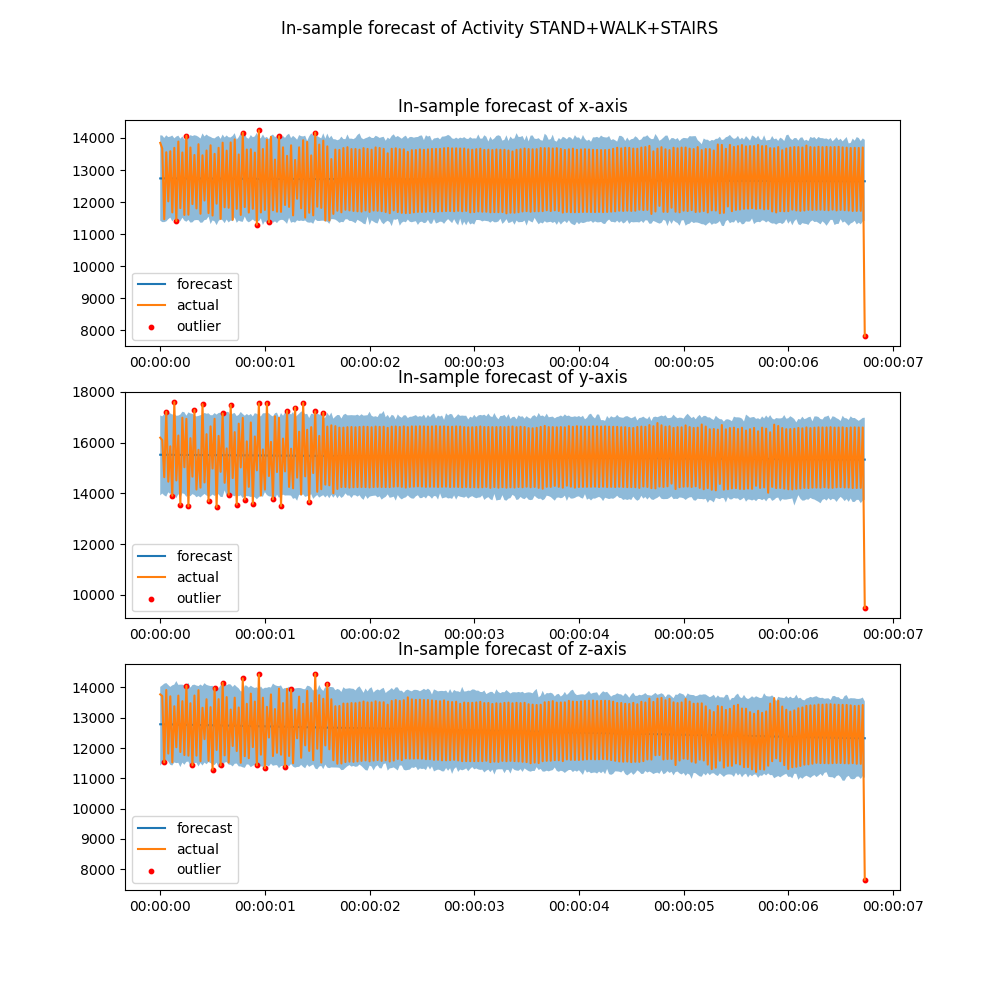 In-sample forecast of Activity STAND+WALK+STAIRS
In-sample forecast of x-axis
14000
13000
12000
11000
10000
9000
8000
forecast
actual
outlier
00:00:00 00:00:01 00:00:02 00:00:03 00:00:04 00:00:05 00:00:06 00:00:07
In-sample forecast of y-axis
18000
16000
14000
12000
10000
forecast
actual
outlier
00:00:00 00:00:01 00:00:02 00:00:03 00:00:04 00:00:05 00:00:06 00:00:07
In-sample forecast of z-axis
14000
13000
12000
11000
10000
9000
8000
forecast
actual
outlier
00:00:00 00:00:01 00:00:02 00:00:03 00:00:04 00:00:05 00:00:06 00:00:07